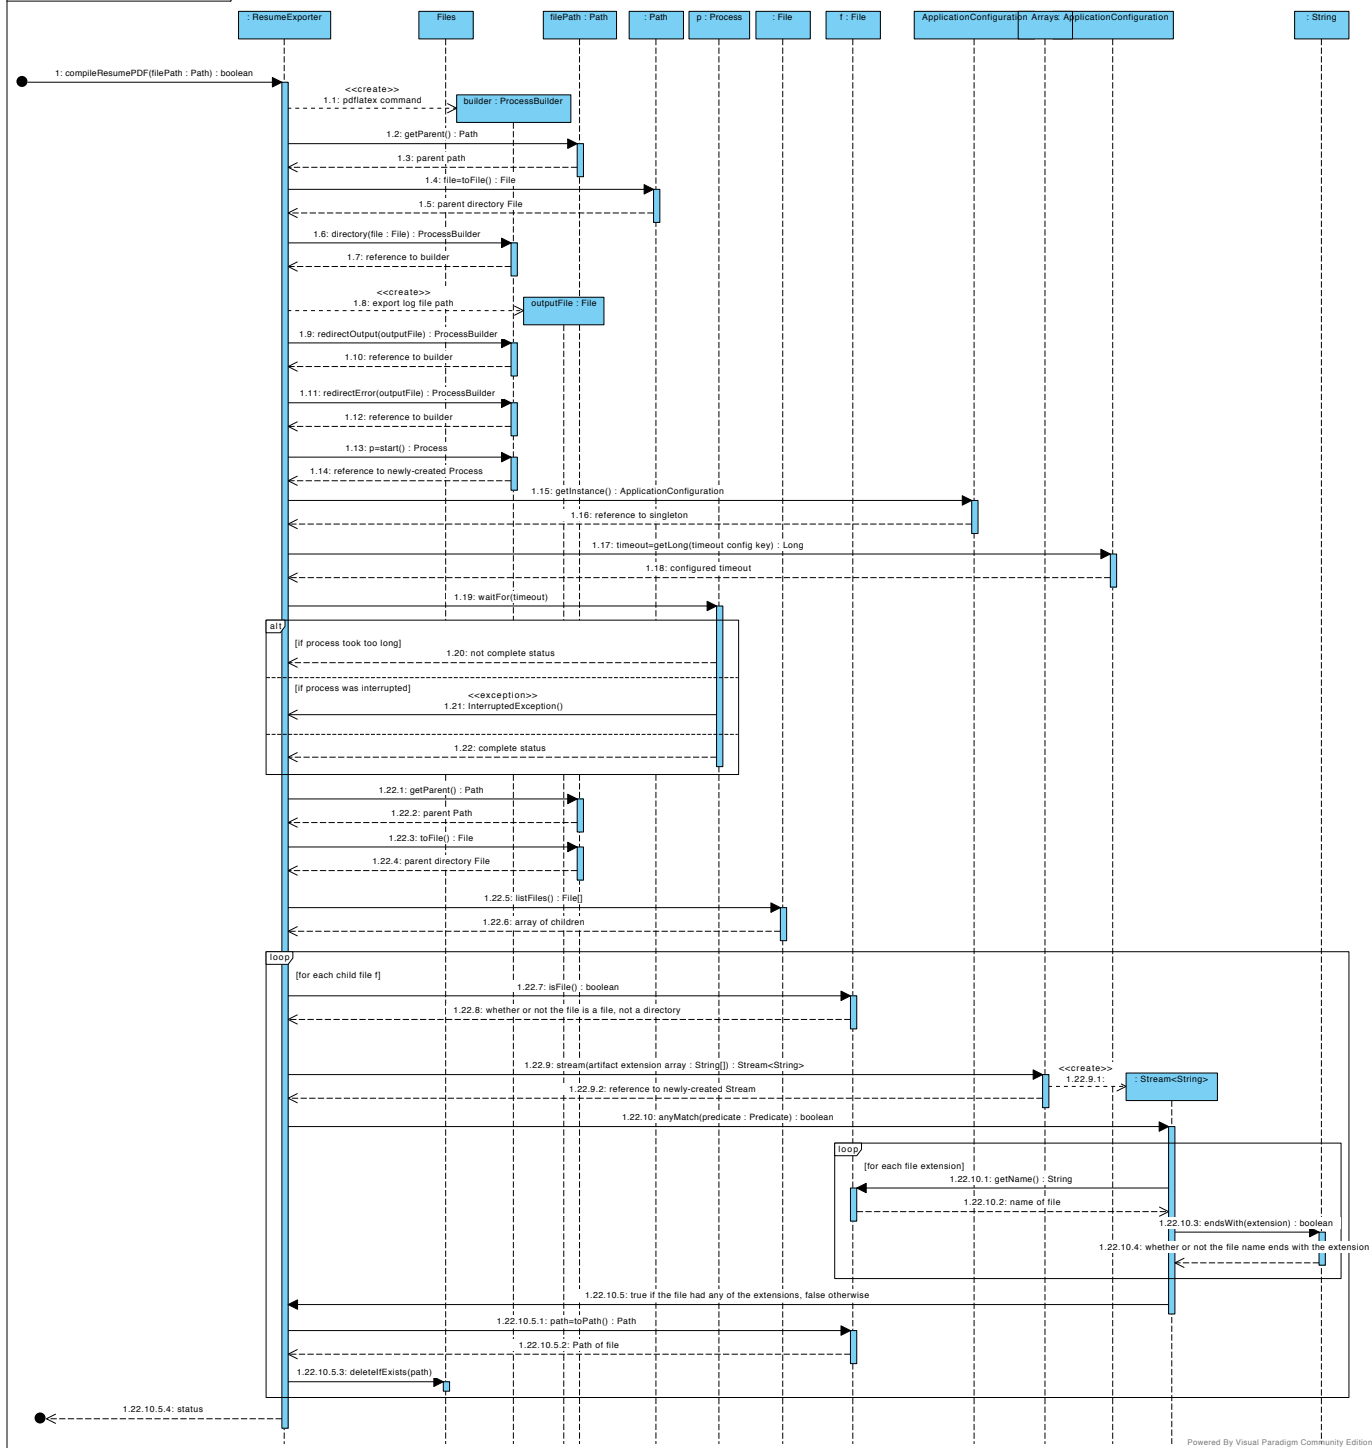 : ResumeExporter
Files
filePath : Path
: Path
p : Process
: File
f : File
ApplicationConfiguration
Arrays
: ApplicationConfiguration
: String
1: compileResumePDF(filePath : Path) : boolean
<<create>>
1.1: pdflatex command
builder : ProcessBuilder
1.2: getParent() : Path
1.3: parent path
1.4: file=toFile() : File
1.5: parent directory File
1.6: directory(file : File) : ProcessBuilder
1.7: reference to builder
<<create>>
1.8: export log file path
outputFile : File
1.9: redirectOutput(outputFile) : ProcessBuilder
1.10: reference to builder
1.11: redirectError(outputFile) : ProcessBuilder
1.12: reference to builder
1.13: p=start() : Process
1.14: reference to newly-created Process
1.15: getInstance() : ApplicationConfiguration
1.16: reference to singleton
1.17: timeout=getLong(timeout config key) : Long
1.18: configured timeout
1.19: waitFor(timeout)
alt
[if process took too long]
1.20: not complete status
[if process was interrupted]
<<exception>>
1.21: InterruptedException()
1.22: complete status
1.22.1: getParent() : Path
1.22.2: parent Path
1.22.3: toFile() : File
1.22.4: parent directory File
1.22.5: listFiles() : File[]
1.22.6: array of children
loop
[for each child file f]
1.22.7: isFile() : boolean
1.22.8: whether or not the file is a file, not a directory
1.22.9: stream(artifact extension array : String[]) : Stream<String>
<<create>>
1.22.9.1:
: Stream<String>
1.22.9.2: reference to newly-created Stream
1.22.10: anyMatch(predicate : Predicate) : boolean
loop
[for each file extension]
1.22.10.1: getName() : String
1.22.10.2: name of file
1.22.10.3: endsWith(extension) : boolean
1.22.10.4: whether or not the file name ends with the extension
1.22.10.5: true if the file had any of the extensions, false otherwise
1.22.10.5.1: path=toPath() : Path
1.22.10.5.2: Path of file
1.22.10.5.3: deleteIfExists(path)
1.22.10.5.4: status
Powered By Visual Paradigm Community Edition